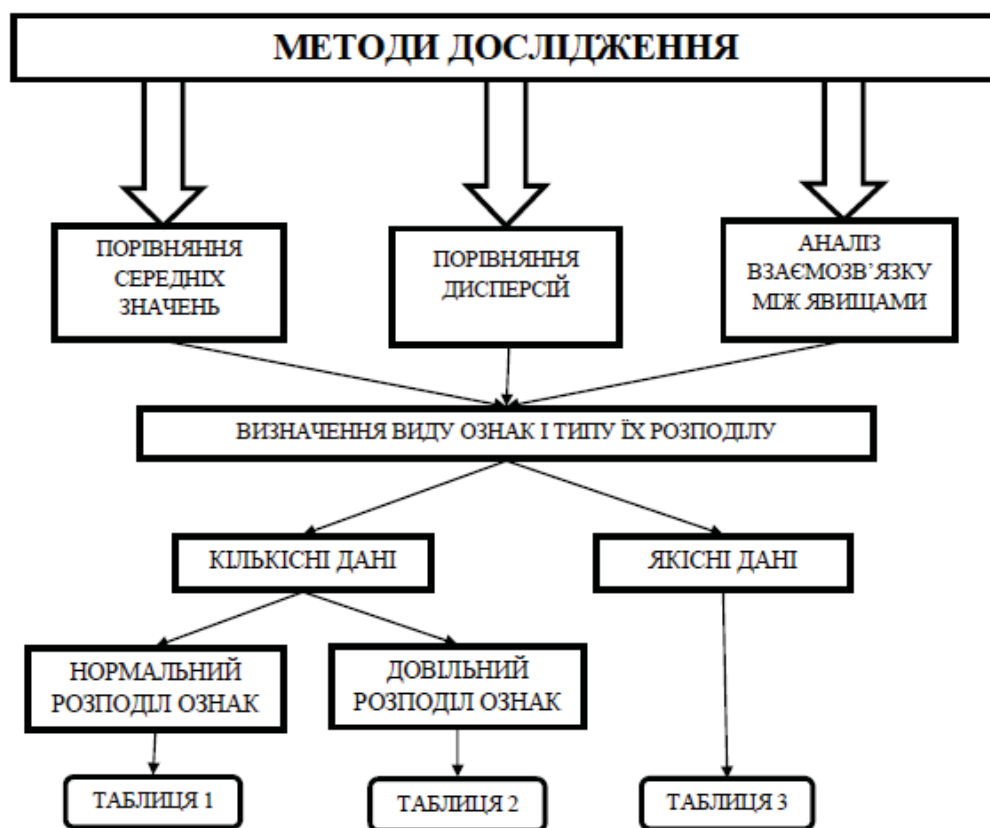 МЕТОДИ ДОСЛІДЖЕННЯ
ПОРІВНЯННЯ
СЕРЕДНІХ
ЗНАЧЕНЬ
ПОРІВНЯННЯ
ДИСПЕРСІЙ
АНАЛІЗ
ВЗАЄМОЗВ’ЯЗКУ
МІЖ ЯВИЩАМИ
ВИЗНАЧЕННЯ ВИДУ ОЗНАК І ТИПУ ЇХ РОЗПОДІЛУ
КІЛЬКІСНІ ДАНІ
ЯКІСНІ ДАНІ
НОРМАЛЬНИЙ
РОЗПОДІЛ ОЗНАК
ДОВІЛЬНИЙ
РОЗПОДІЛ ОЗНАК
ТАБЛИЦЯ 1
ТАБЛИЦЯ 2
ТАБЛИЦЯ 3